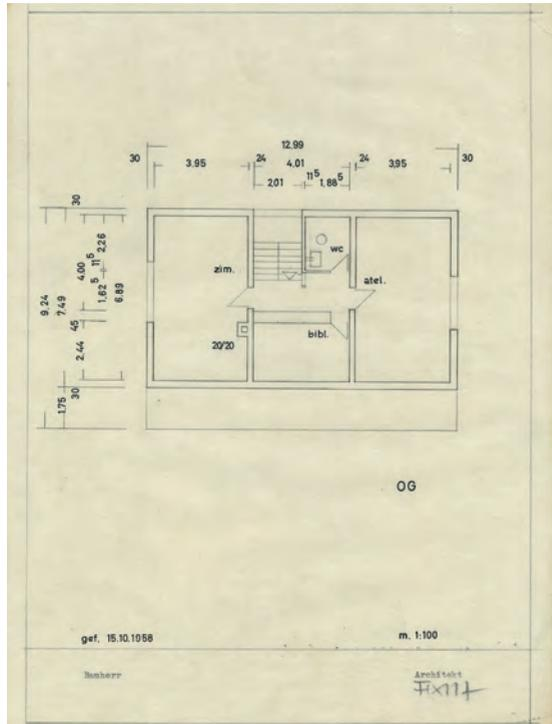 12.99
30 3.95 24 4.01 24 3.95 30
2.01 11⁵ 1,88⁵
30
2,26
11⁵
4.00
1,62⁵
6.89
7.49
9.24
45
2.44
30
1.75
zim.
wc
atel.
20/20
bibl.
OG
gef. 15.10.1958
m. 1:100
Bauherr
Architekt